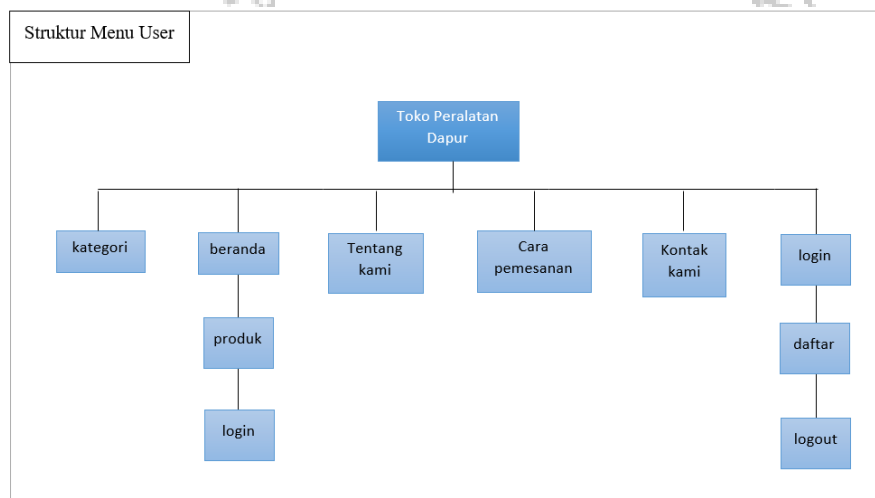 Struktur Menu User
Toko Peralatan
Dapur
kategori
beranda
Tentang
kami
Cara
pemesanan
Kontak
kami
login
produk
daftar
login
logout